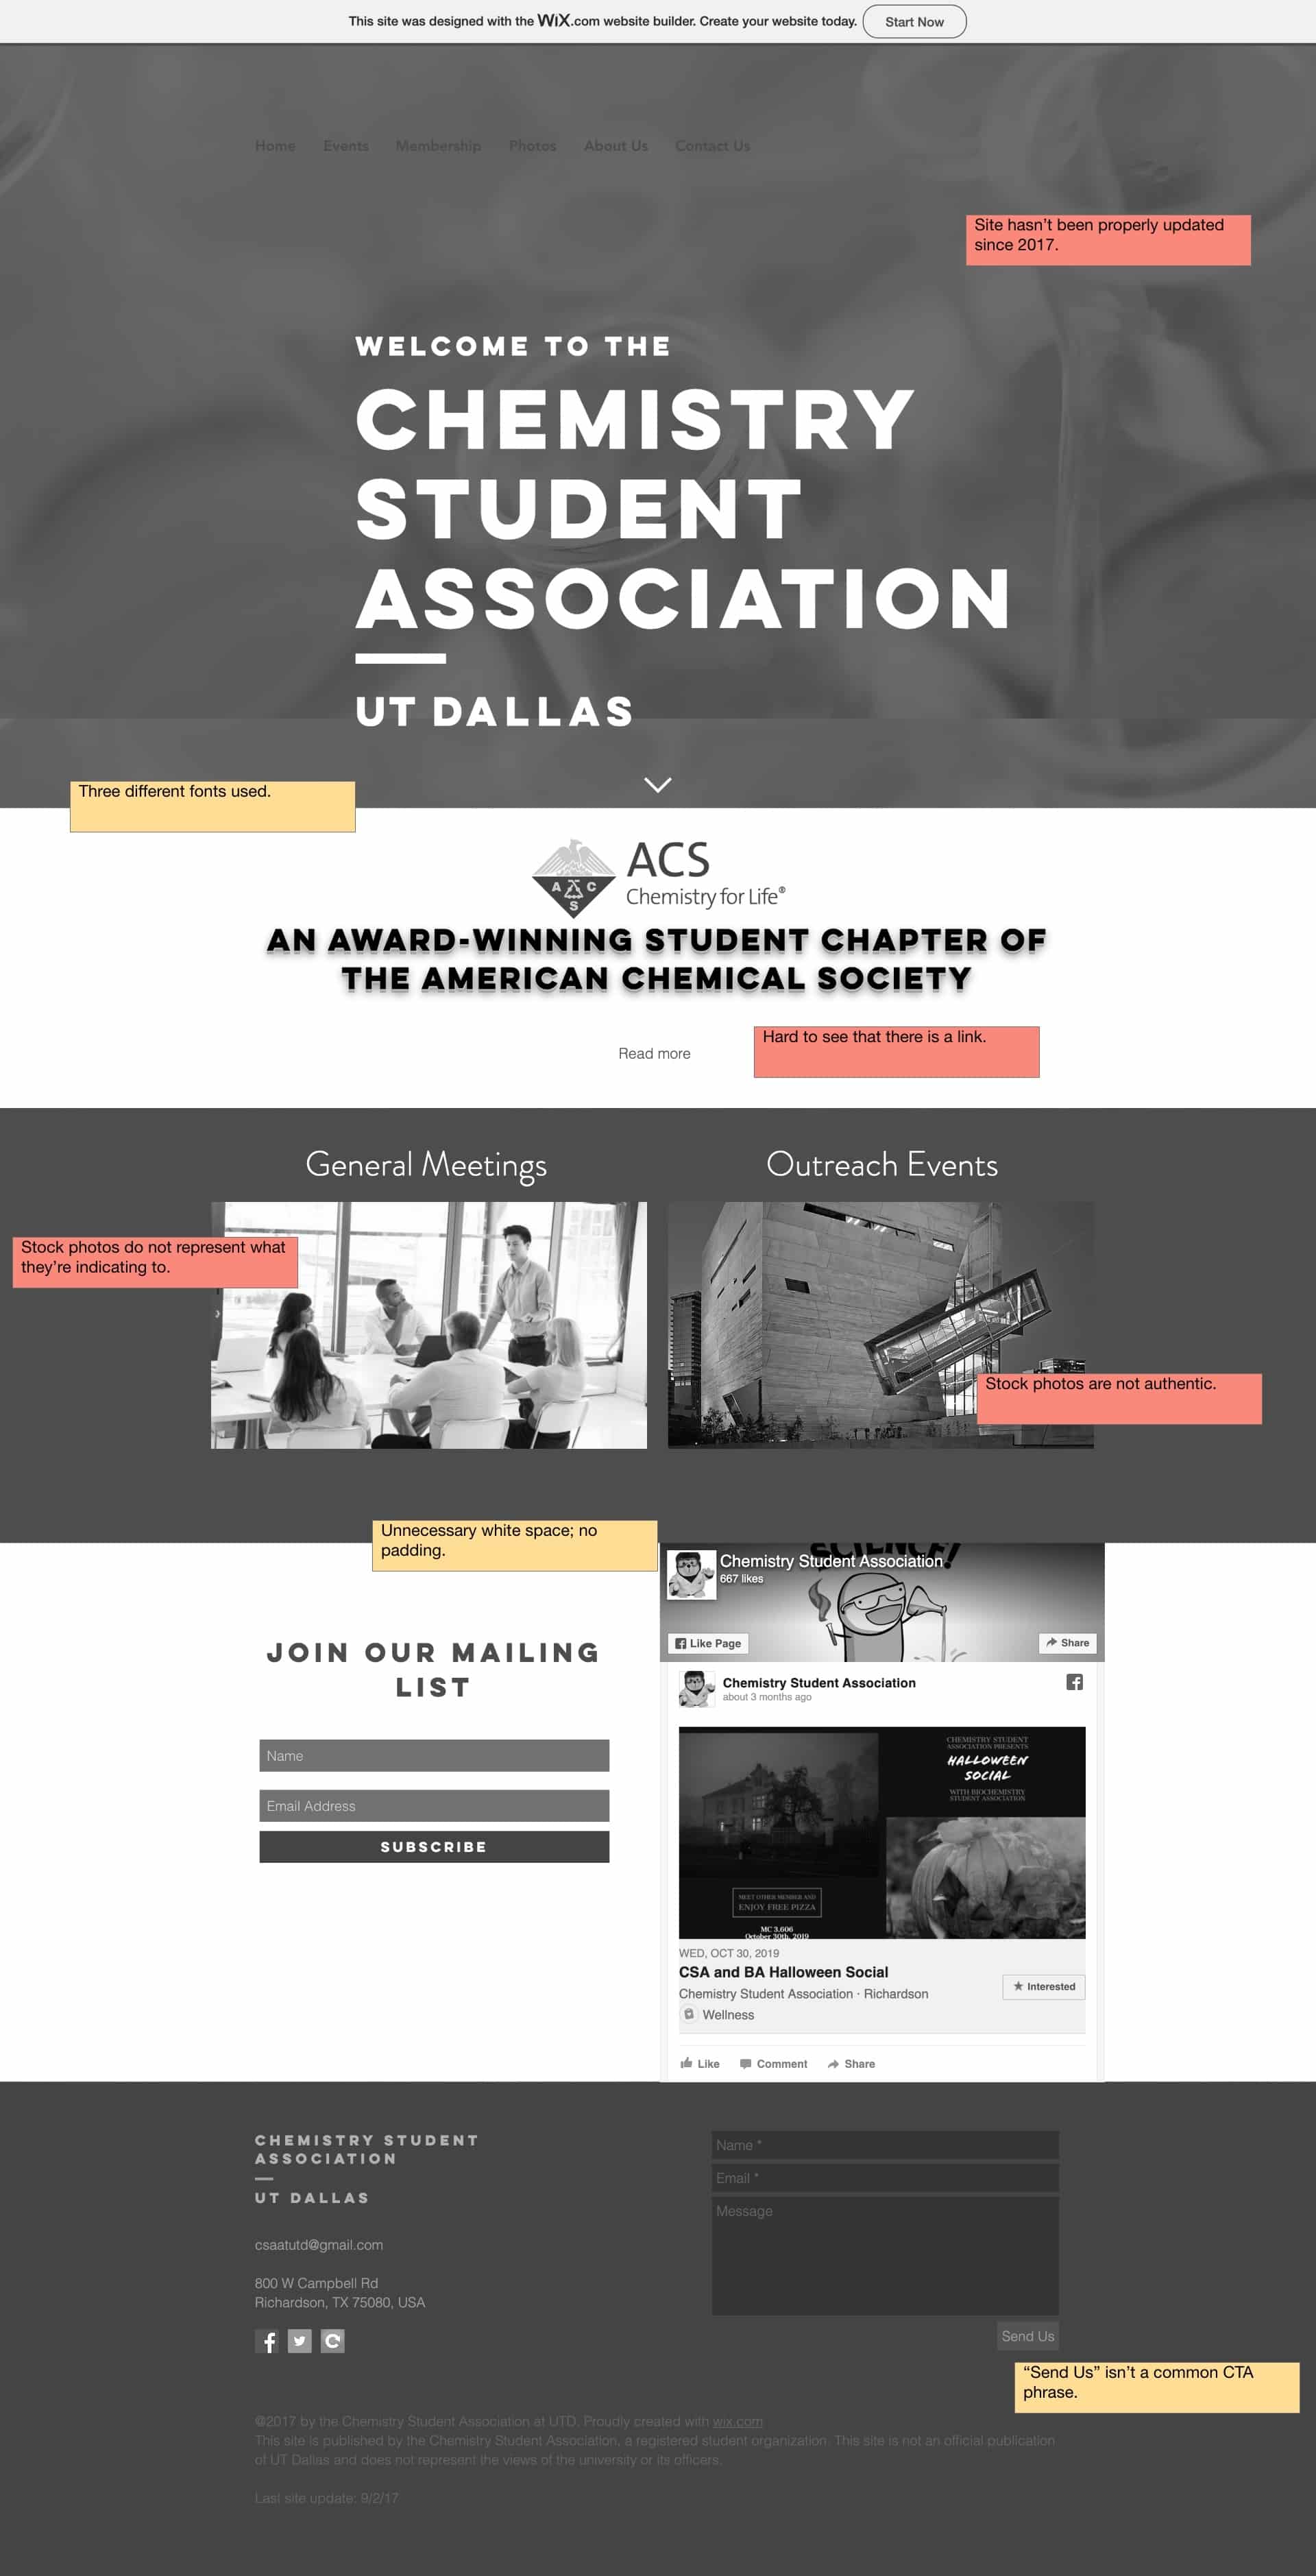 This site was designed with the WiX.com website builder. Create your website today. Start Now
Home Events Membership Photos About Us Contact Us
Site hasn't been properly updated
since 2017.
WELCOME TO THE
CHEMISTRY
STUDENT
ASSOCIATION
UT DALLAS
Three different fonts used.
ACS
Chemistry for Life®
A C S
AN AWARD-WINNING STUDENT CHAPTER OF
THE AMERICAN CHEMICAL SOCIETY
Read more
Hard to see that there is a link.
General Meetings
Outreach Events
Stock photos do not represent what
they're indicating to.
Stock photos are not authentic.
Unnecessary white space; no
padding.
JOIN OUR MAILING
LIST
Name
Email Address
SUBSCRIBE
SCIENCE!
Chemistry Student Association
667 likes
Like Page
Share
Chemistry Student Association
about 3 months ago
CHEMISTRY STUDENT
ASSOCIATION PRESENTS
HALLOWEEN
SOCIAL
WITH BIOCHEMISTRY
STUDENT ASSOCIATION
MEET OTHER MEMBER AND
ENJOY FREE PIZZA
MC 3.606
October 30th, 2019
WED, OCT 30, 2019
CSA and BA Halloween Social
Chemistry Student Association · Richardson
Interested
Wellness
Like Comment Share
CHEMISTRY STUDENT
ASSOCIATION
UT DALLAS
csaatutd@gmail.com
800 W Campbell Rd
Richardson, TX 75080, USA
Name *
Email *
Message
Send Us
“Send Us” isn't a common CTA
phrase.
@2017 by the Chemistry Student Association at UTD. Proudly created with wix.com
This site is published by the Chemistry Student Association, a registered student organization. This site is not an official publication
of UT Dallas and does not represent the views of the university or its officers.
Last site update: 9/2/17